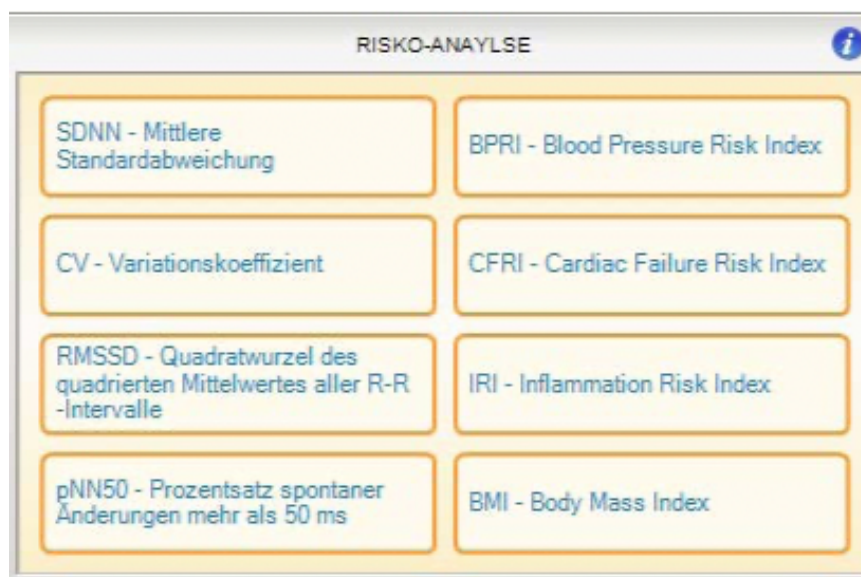 RISKO-ANAYLSE
i
SDNN - Mittlere
Standardabweichung
BPRI - Blood Pressure Risk Index
CV - Variationskoeffizient
CFRI - Cardiac Failure Risk Index
RMSSD - Quadratwurzel des
quadrierten Mittelwertes aller R-R
-Intervalle
IRI - Inflammation Risk Index
pNN50 - Prozentsatz spontaner
Änderungen mehr als 50 ms
BMI - Body Mass Index